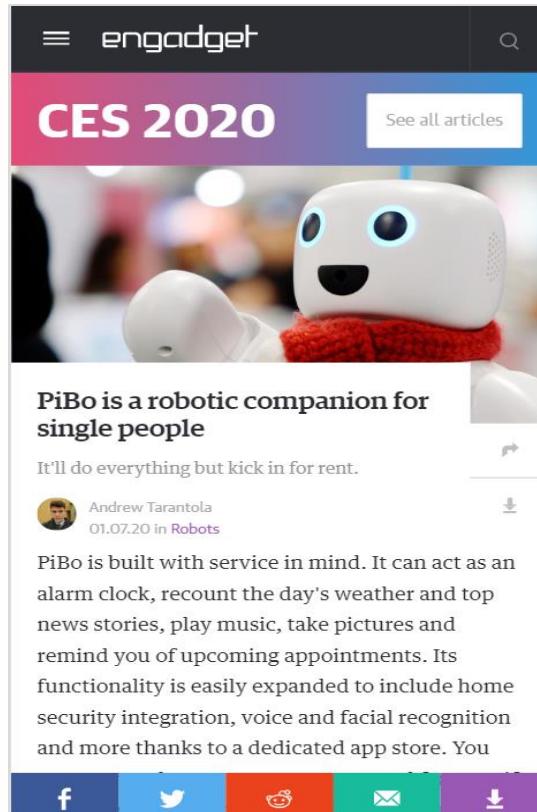 engadget
CES 2020
See all articles
PiBo is a robotic companion for
single people
It'll do everything but kick in for rent.
Andrew Tarantola
01.07.20 in Robots
PiBo is built with service in mind. It can act as an
alarm clock, recount the day's weather and top
news stories, play music, take pictures and
remind you of upcoming appointments. Its
functionality is easily expanded to include home
security integration, voice and facial recognition
and more thanks to a dedicated app store. You